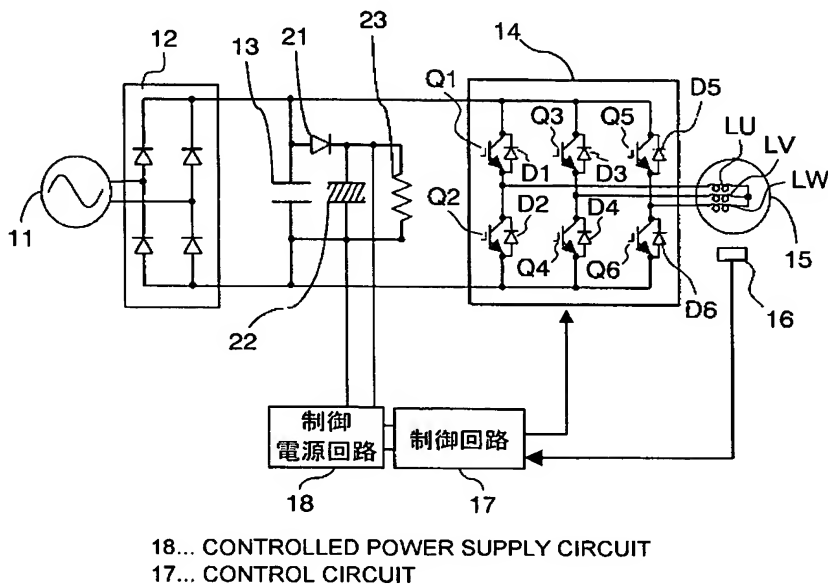 12
13
21
23
14
Q1
Q3
Q5
D5
LU
LV
LW
D1
D3
11
Q2
D2
D4
Q4
Q6
D6
15
16
22
制御
電源回路
制御回路
18
17
18... CONTROLLED POWER SUPPLY CIRCUIT
17... CONTROL CIRCUIT